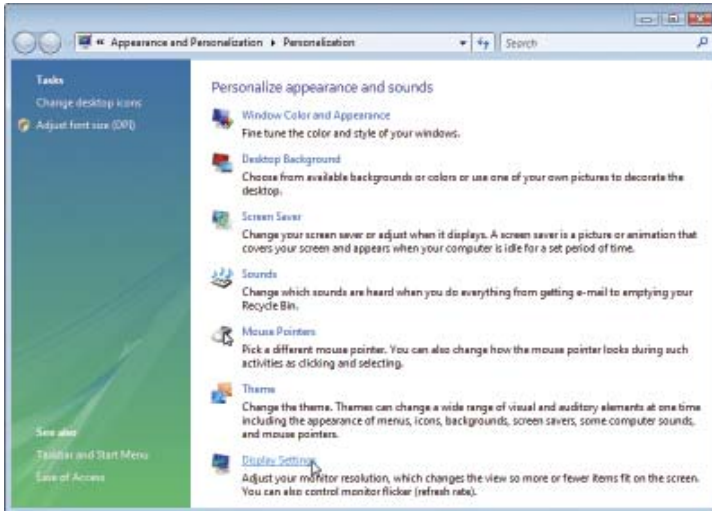 « Appearance and Personalization ▸ Personalization
Search
Tasks
Change desktop icons
Adjust font size (DPI)
See also
Taskbar and Start Menu
Ease of Access
Personalize appearance and sounds
Window Color and Appearance
Fine tune the color and style of your windows.
Desktop Background
Choose from available backgrounds or colors or use one of your own pictures to decorate the
desktop.
Screen Saver
Change your screen saver or adjust when it displays. A screen saver is a picture or animation that
covers your screen and appears when your computer is idle for a set period of time.
Sounds
Change which sounds are heard when you do everything from getting e-mail to emptying your
Recycle Bin.
Mouse Pointers
Pick a different mouse pointer. You can also change how the mouse pointer looks during such
activities as clicking and selecting.
Theme
Change the theme. Themes can change a wide range of visual and auditory elements at one time
including the appearance of menus, icons, backgrounds, screen savers, some computer sounds,
and mouse pointers.
Display Settings
Adjust your monitor resolution, which changes the view so more or fewer items fit on the screen.
You can also control monitor flicker (refresh rate).